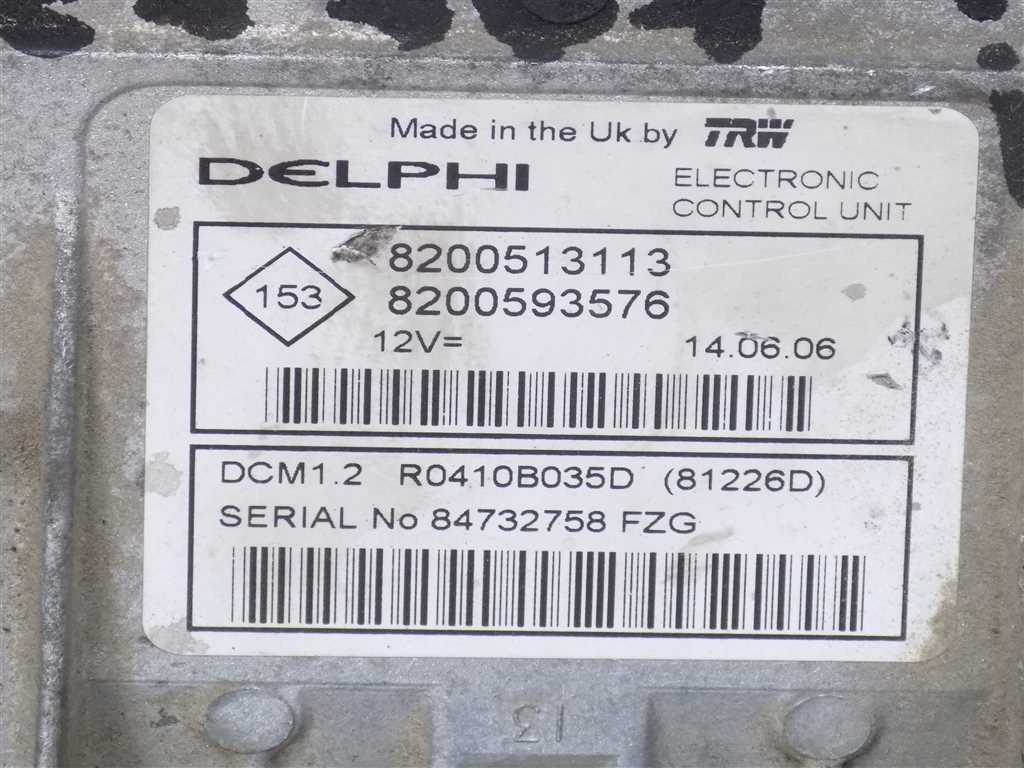 Made in the Uk by TRW
DELPHI
ELECTRONIC
CONTROL UNIT
153
8200513113
8200593576
12V=
14.06.06
DCM1.2 R0410B035D (81226D)
SERIAL No 84732758 FZG